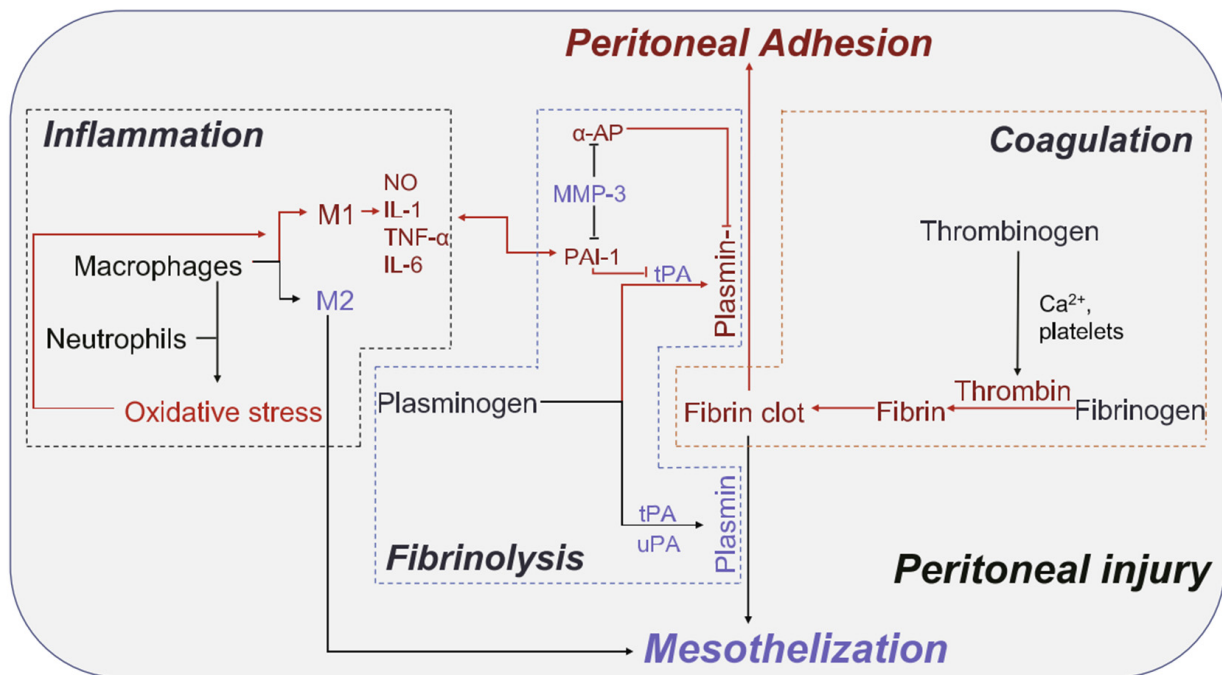 Peritoneal Adhesion
Inflammation
NO
M1
IL-1
TNF-α
IL-6
Macrophages
M2
Neutrophils
Oxidative stress
α-AP
MMP-3
PAI-1
tPA
Plasmin-
Plasminogen
tPA
uPA
Plasmin
Fibrinolysis
Coagulation
Thrombinogen
Ca²⁺,
platelets
Thrombin
Fibrin clot
Fibrin
Fibrinogen
Peritoneal injury
Mesothelization